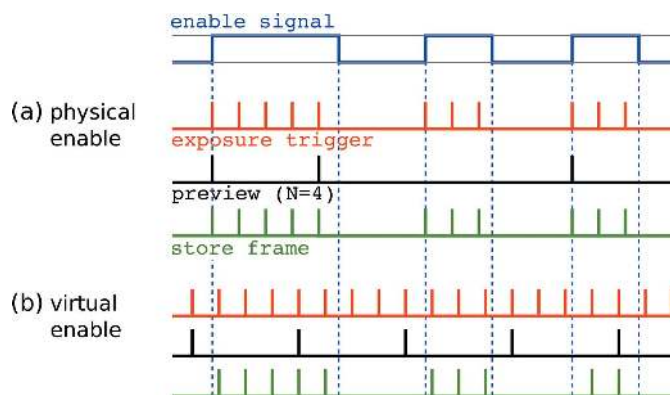 enable signal
(a) physical
enable
exposure trigger
preview (N=4)
store frame
(b) virtual
enable